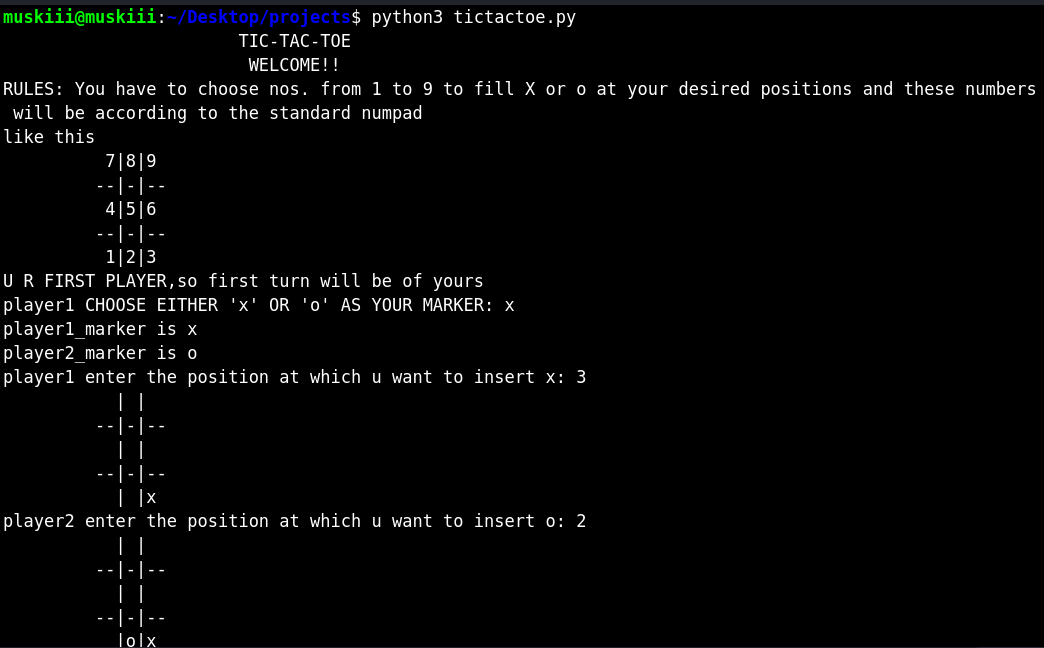 muskiii@muskiii:~/Desktop/projects$ python3 tictactoe.py
                       TIC-TAC-TOE
                        WELCOME!!
RULES: You have to choose nos. from 1 to 9 to fill X or o at your desired positions and these numbers
 will be according to the standard numpad
like this
          7|8|9
         --|-|--
          4|5|6
         --|-|--
          1|2|3
U R FIRST PLAYER,so first turn will be of yours
player1 CHOOSE EITHER 'x' OR 'o' AS YOUR MARKER: x
player1_marker is x
player2_marker is o
player1 enter the position at which u want to insert x: 3
           | |
         --|-|--
           | |
         --|-|--
           | |x
player2 enter the position at which u want to insert o: 2
           | |
         --|-|--
           | |
         --|-|--
           |o|x